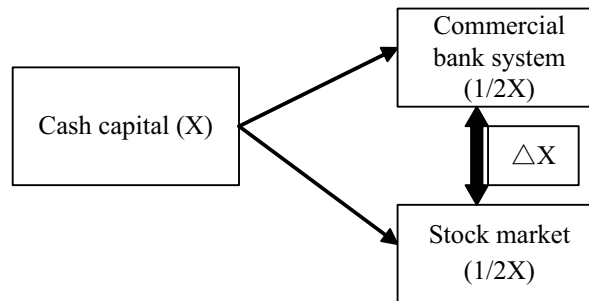 Commercial
bank system
(1/2X)
Cash capital (X)
△X
Stock market
(1/2X)